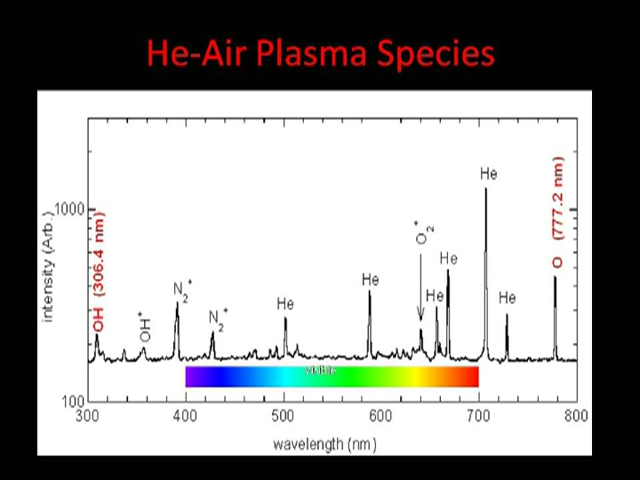 He-Air Plasma Species
intensity (Arb.)
1000
100
OH (306.4 nm)
OH⁺
N₂⁺
N₂⁺
He
He
O₂⁺
He
He
He
He
O (777.2 nm)
visible
300 400 500 600 700 800
wavelength (nm)